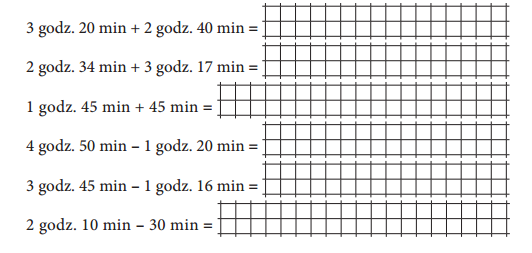 3 godz. 20 min + 2 godz. 40 min =
2 godz. 34 min + 3 godz. 17 min =
1 godz. 45 min + 45 min =
4 godz. 50 min – 1 godz. 20 min =
3 godz. 45 min – 1 godz. 16 min =
2 godz. 10 min – 30 min =